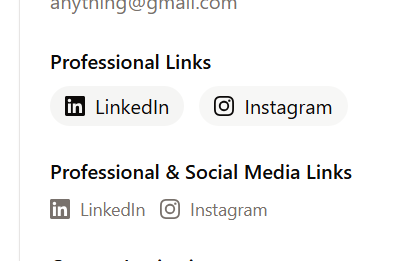 anything@gmail.com
Professional Links
LinkedIn Instagram
Professional & Social Media Links
LinkedIn Instagram